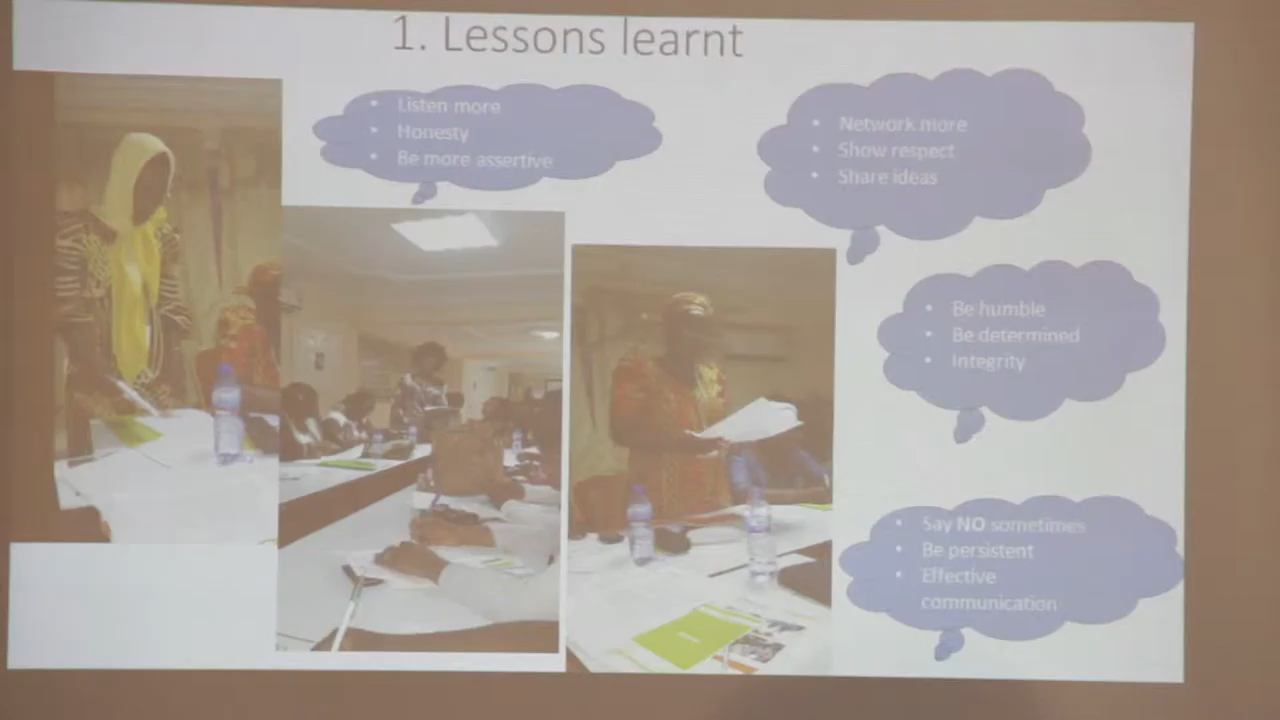 1. Lessons learnt
• Listen more
• Honesty
• Be more assertive
• Network more
• Show respect
• Share ideas
• Be humble
• Be determined
• Integrity
• Say NO sometimes
• Be persistent
• Effective
communication